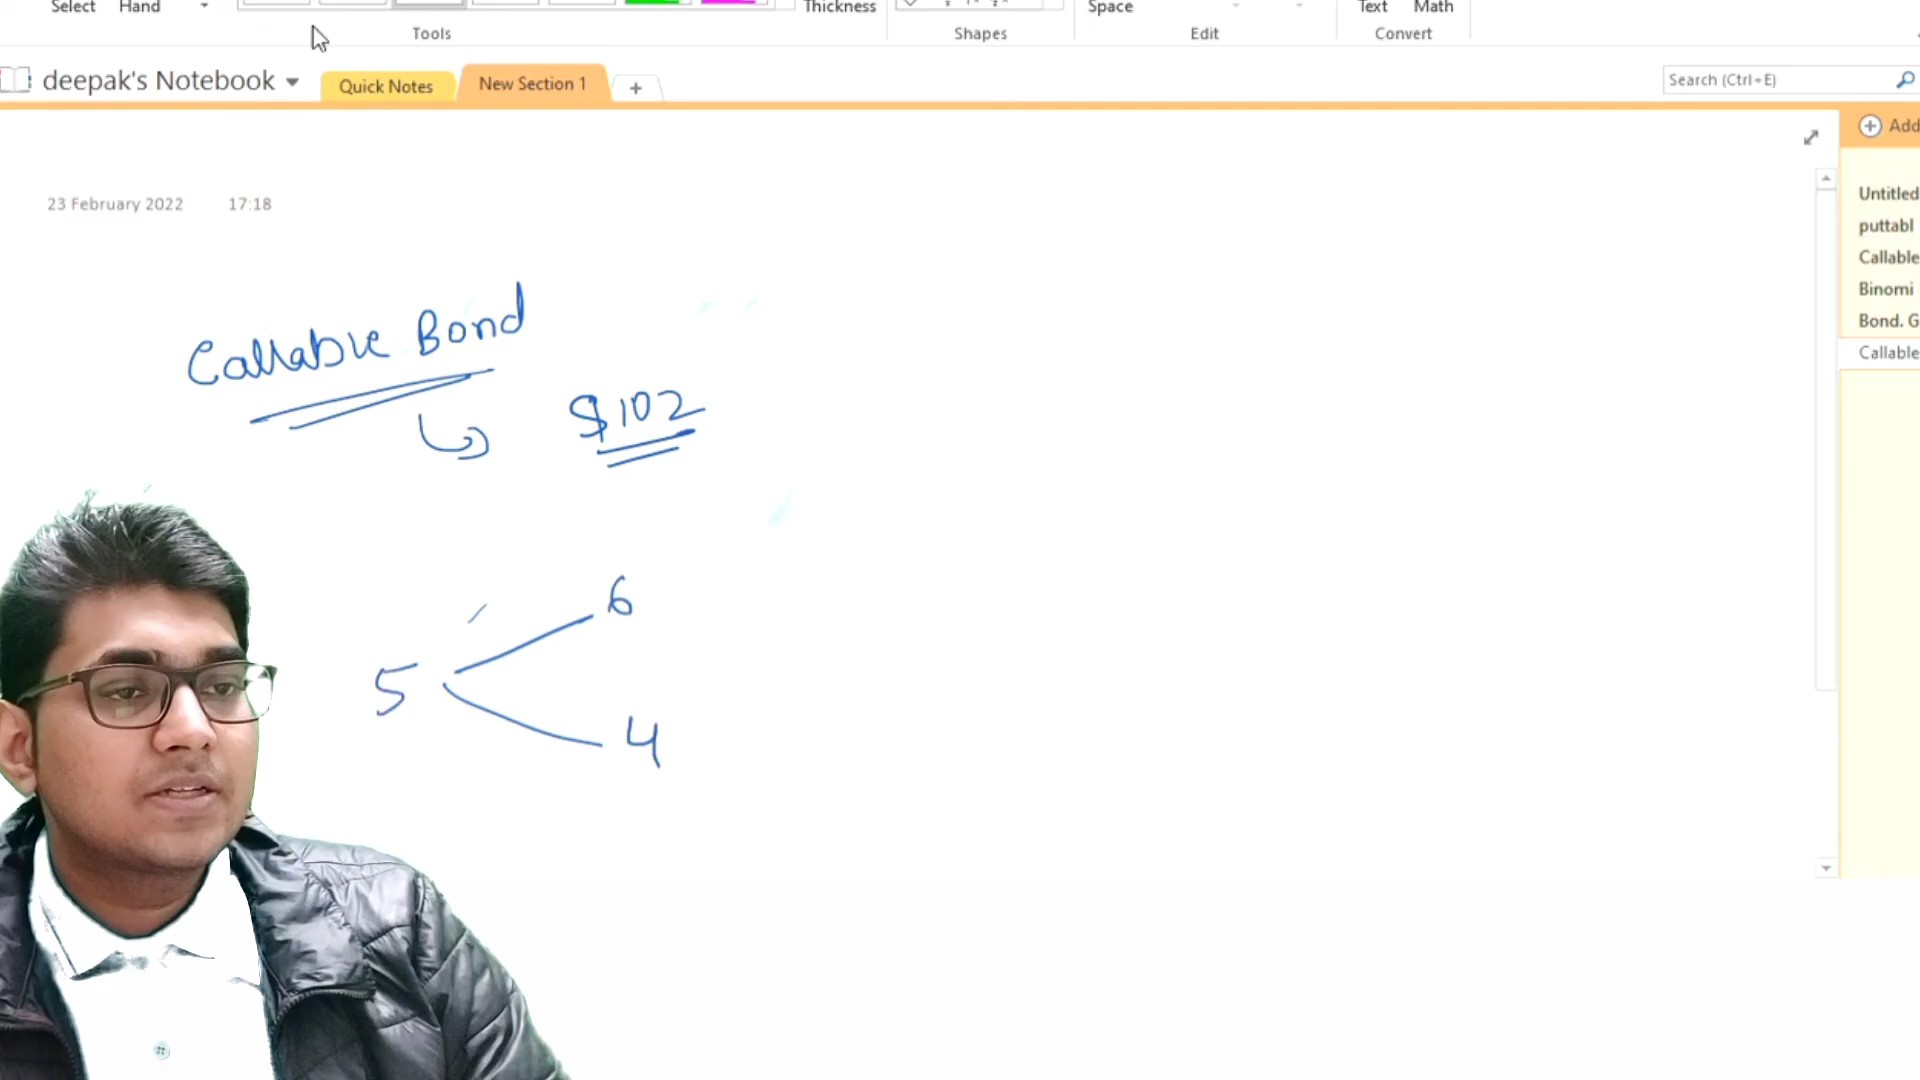 Select Hand Thickness Space Text Math
Tools Shapes Edit Convert
deepak's Notebook Quick Notes New Section 1 + Search (Ctrl+E)
Add
23 February 2022 17:18
Untitled
puttabl
Callable
Binomi
Bond. G
Callable
Callable Bond
$102
6
5
4